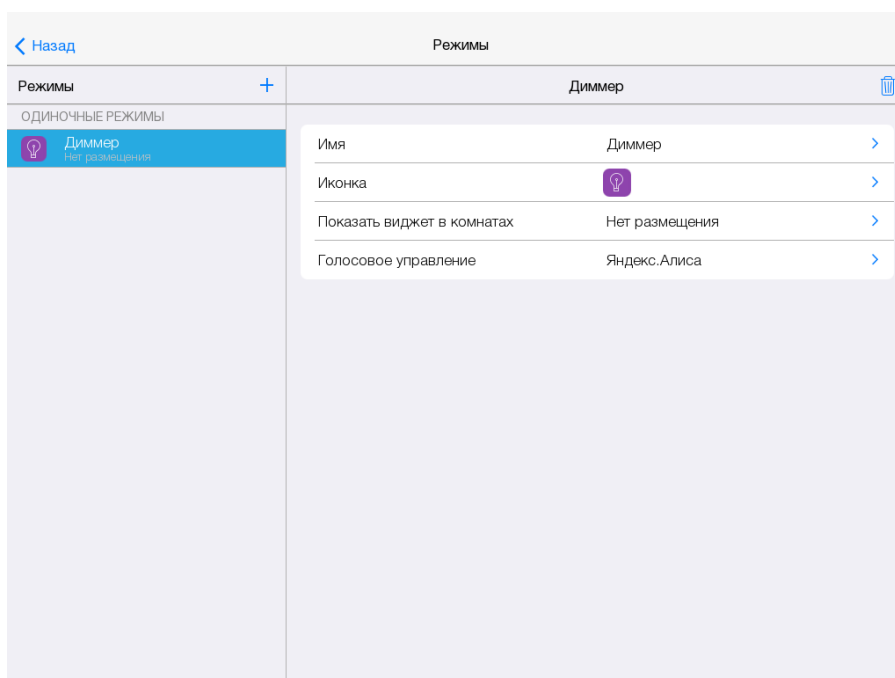 Назад
Режимы
Режимы +
Диммер
ОДИНОЧНЫЕ РЕЖИМЫ
Диммер
Нет размещения
Имя Диммер
Иконка
Показать виджет в комнатах Нет размещения
Голосовое управление Яндекс.Алиса